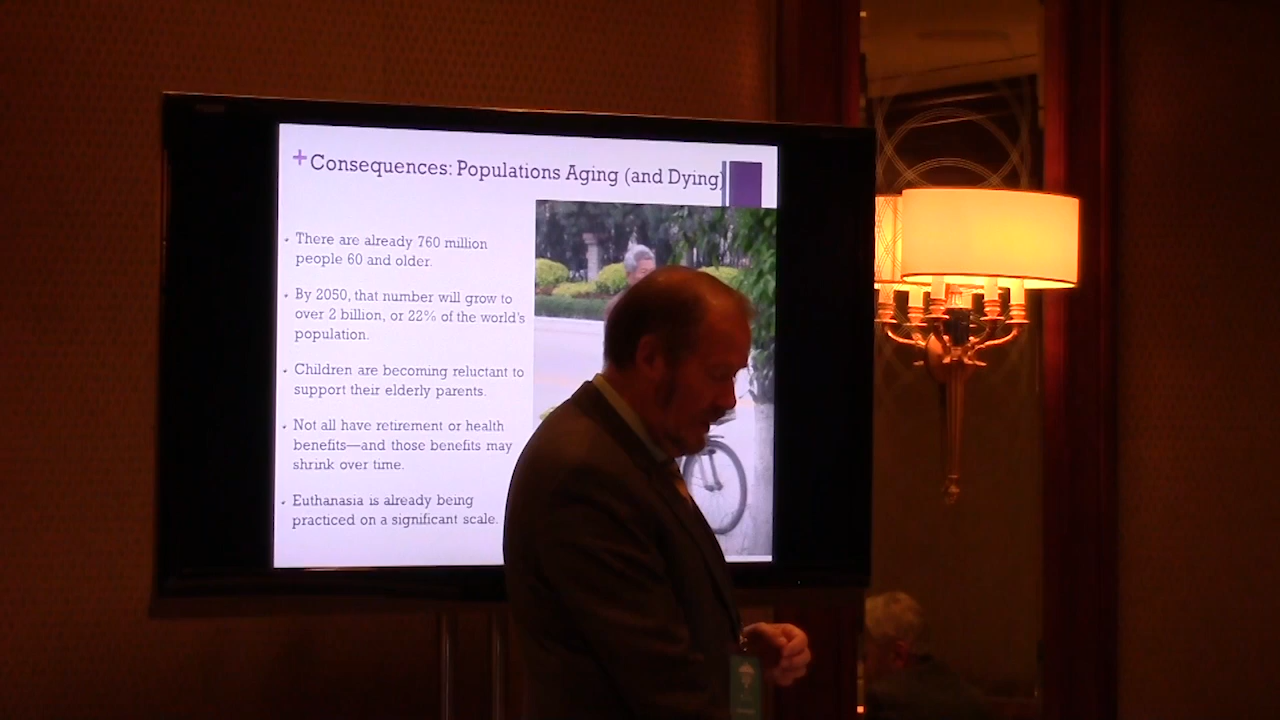 + Consequences: Populations Aging (and Dying)
There are already 760 million
people 60 and older.
By 2050, that number will grow to
over 2 billion, or 22% of the world's
population.
Children are becoming reluctant to
support their elderly parents.
Not all have retirement or health
benefits—and those benefits may
shrink over time.
Euthanasia is already being
practiced on a significant scale.